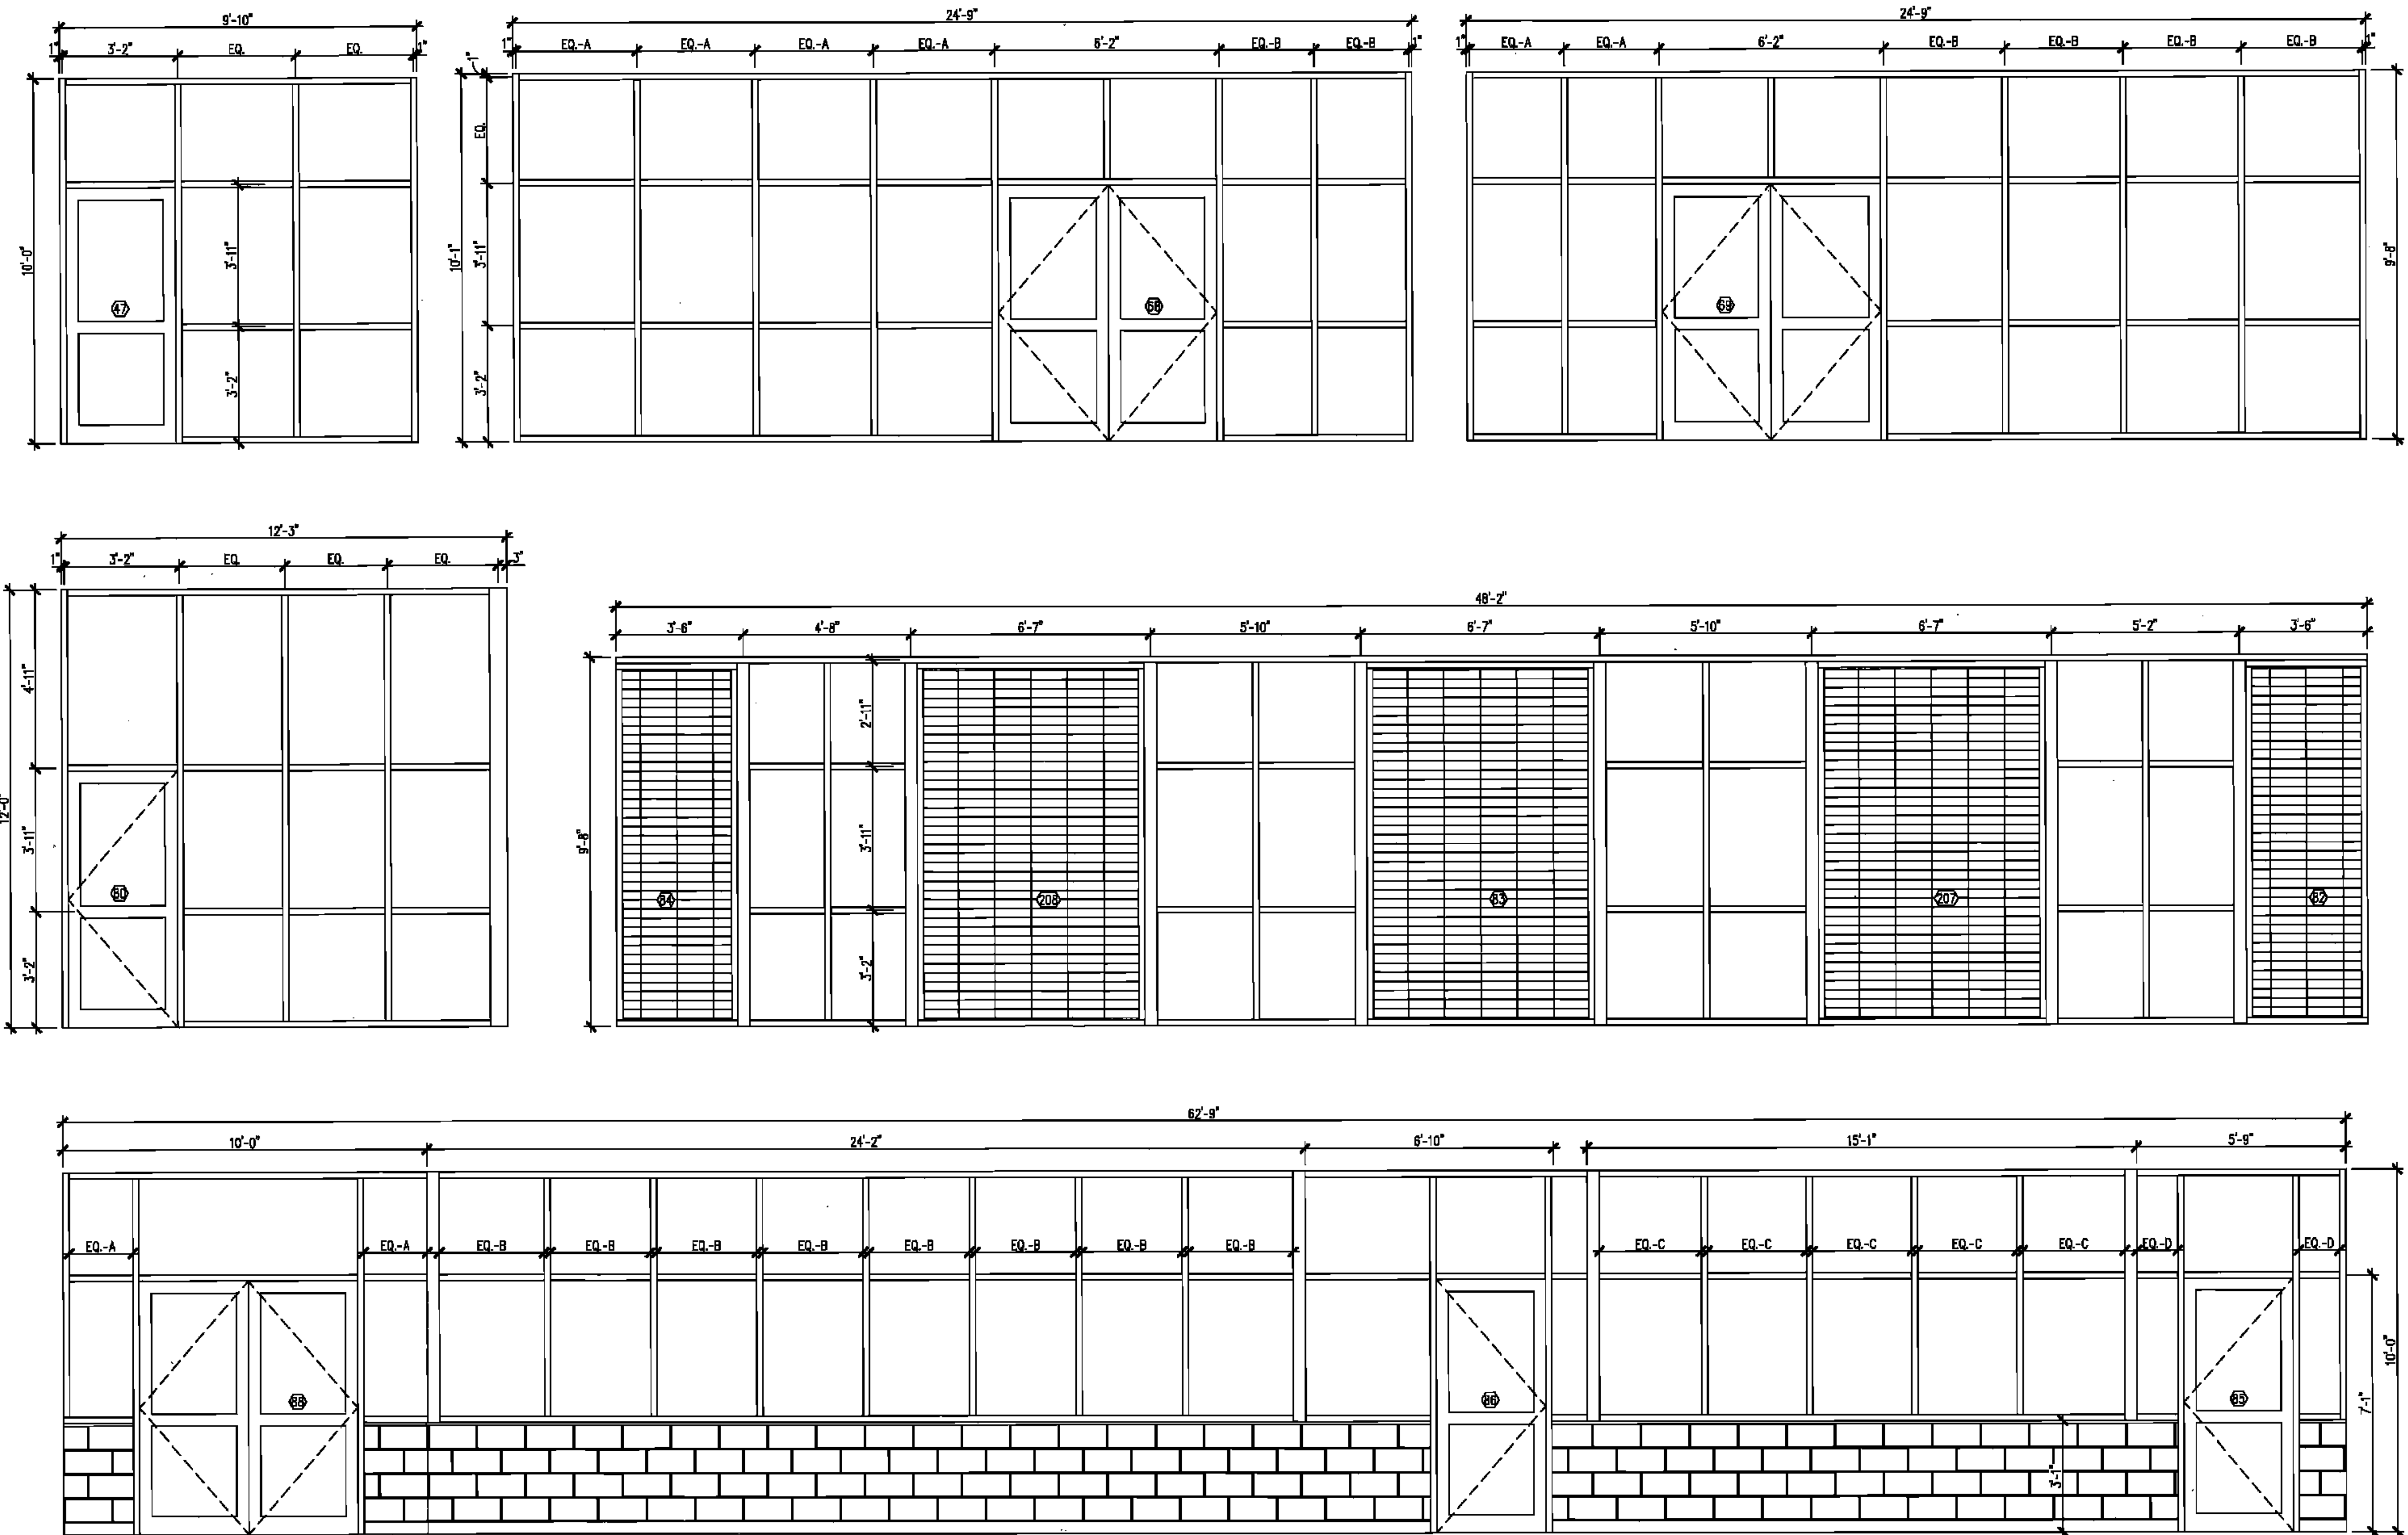 9'-10"
1" 3'-2" EQ. EQ. 1"
10'-0"
3'-11"
3'-2"
47
24'-9"
1" EQ.-A EQ.-A EQ.-A EQ.-A 6'-2" EQ.-B EQ.-B 1"
1"
EQ.
10'-1"
3'-11"
3'-2"
68
24'-9"
1" EQ.-A EQ.-A 6'-2" EQ.-B EQ.-B EQ.-B EQ.-B 1"
9'-8"
69
12'-3"
1" 3'-2" EQ. EQ. EQ. 3"
4'-11"
12'-0"
3'-11"
3'-2"
80
48'-2"
3'-6" 4'-8" 6'-7" 5'-10" 6'-7" 5'-10" 6'-7" 5'-2" 3'-6"
2'-11"
9'-8"
3'-11"
3'-2"
84 208 83 207 82
62'-9"
10'-0" 24'-2" 6'-10" 15'-1" 5'-9"
EQ.-A EQ.-A EQ.-B EQ.-B EQ.-B EQ.-B EQ.-B EQ.-B EQ.-B EQ.-B EQ.-C EQ.-C EQ.-C EQ.-C EQ.-C EQ.-D EQ.-D
10'-0"
7'-1"
88 86 85
3'-1"